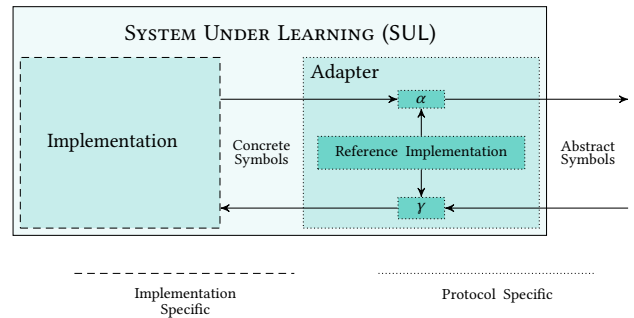 SYSTEM UNDER LEARNING (SUL)
Adapter
α
Implementation
Concrete
Symbols
Reference Implementation
Abstract
Symbols
γ
Implementation
Specific
Protocol Specific